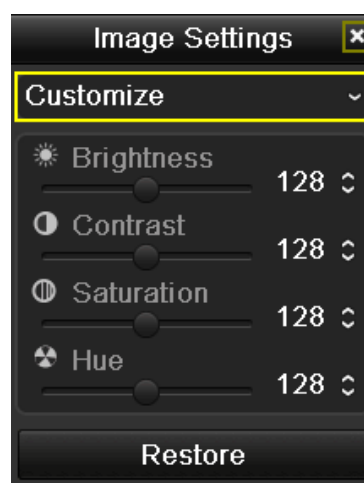 Image Settings
Customize
Brightness
128
Contrast
128
Saturation
128
Hue
128
Restore